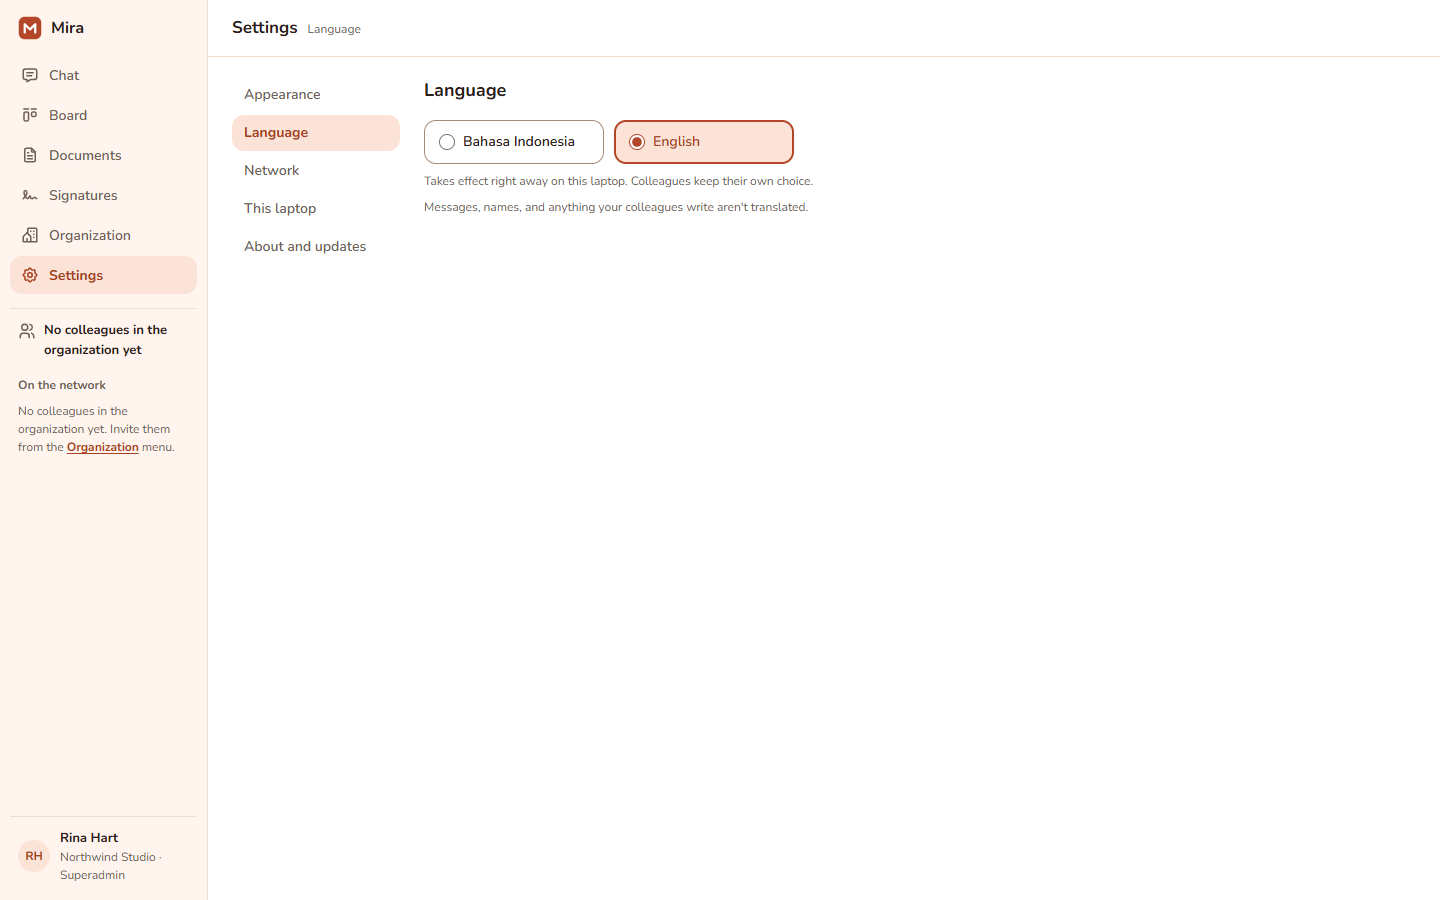 Mira
Chat
Board
Documents
Signatures
Organization
Settings
No colleagues in the
organization yet
On the network
No colleagues in the
organization yet. Invite them
from the Organization menu.
RH
Rina Hart
Northwind Studio ·
Superadmin
Settings Language
Appearance
Language
Network
This laptop
About and updates
Language
Bahasa Indonesia
English
Takes effect right away on this laptop. Colleagues keep their own choice.
Messages, names, and anything your colleagues write aren't translated.